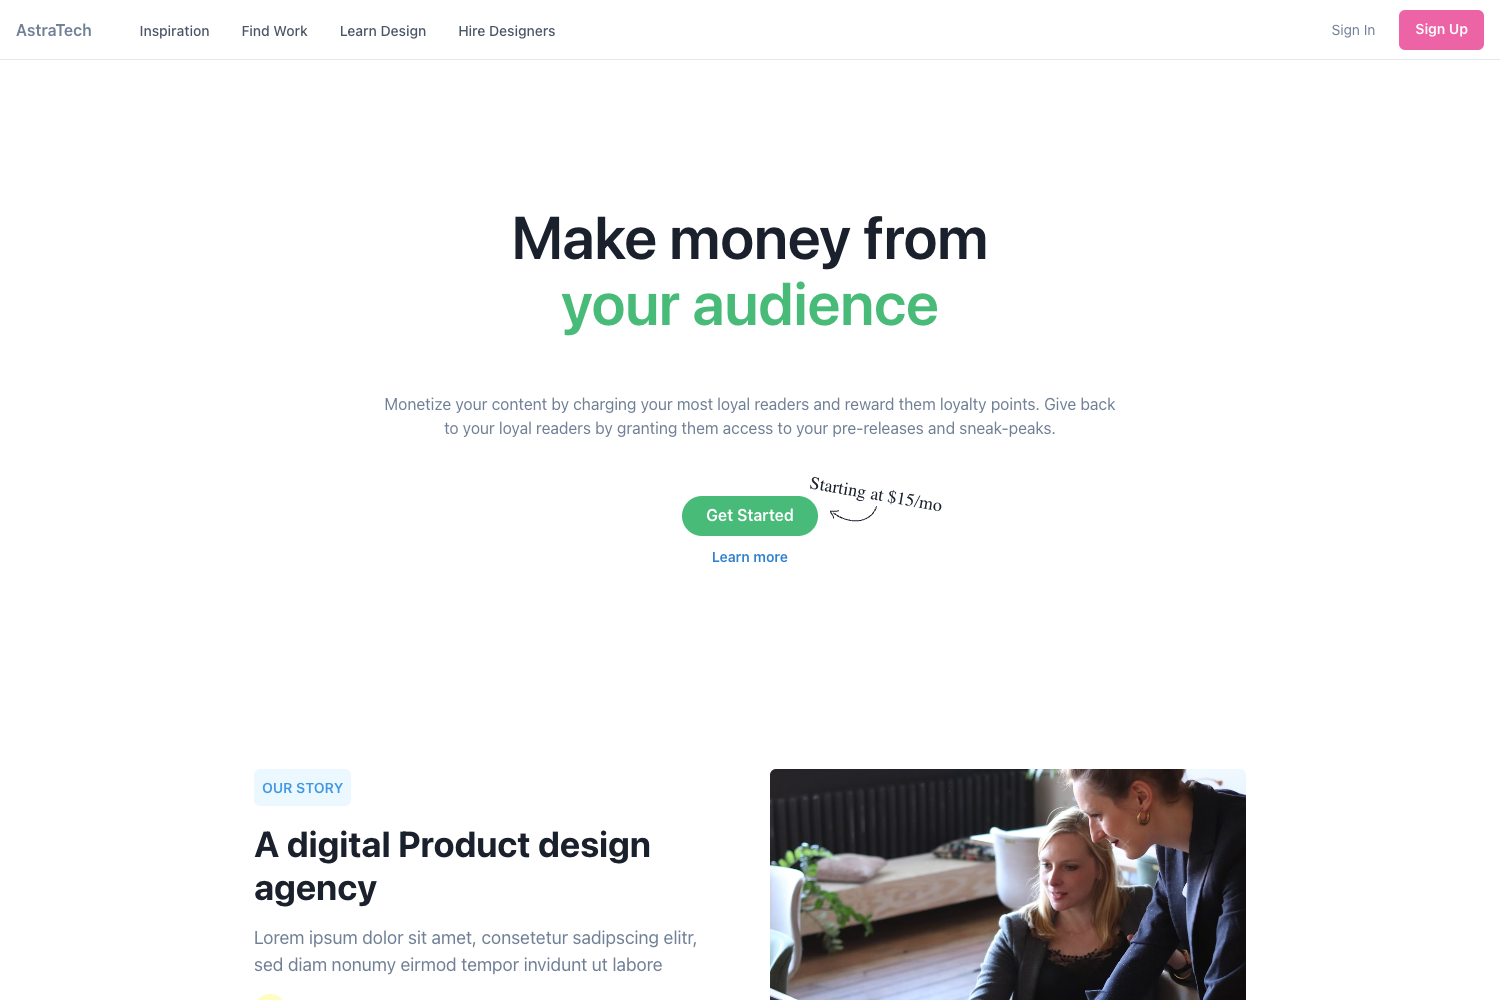 AstraTech
Inspiration
Find Work
Learn Design
Hire Designers
Sign In
Sign Up
Make money from
your audience
Monetize your content by charging your most loyal readers and reward them loyalty points. Give back
to your loyal readers by granting them access to your pre-releases and sneak-peaks.
Starting at $15/mo
Get Started
Learn more
OUR STORY
A digital Product design
agency
Lorem ipsum dolor sit amet, consetetur sadipscing elitr,
sed diam nonumy eirmod tempor invidunt ut labore